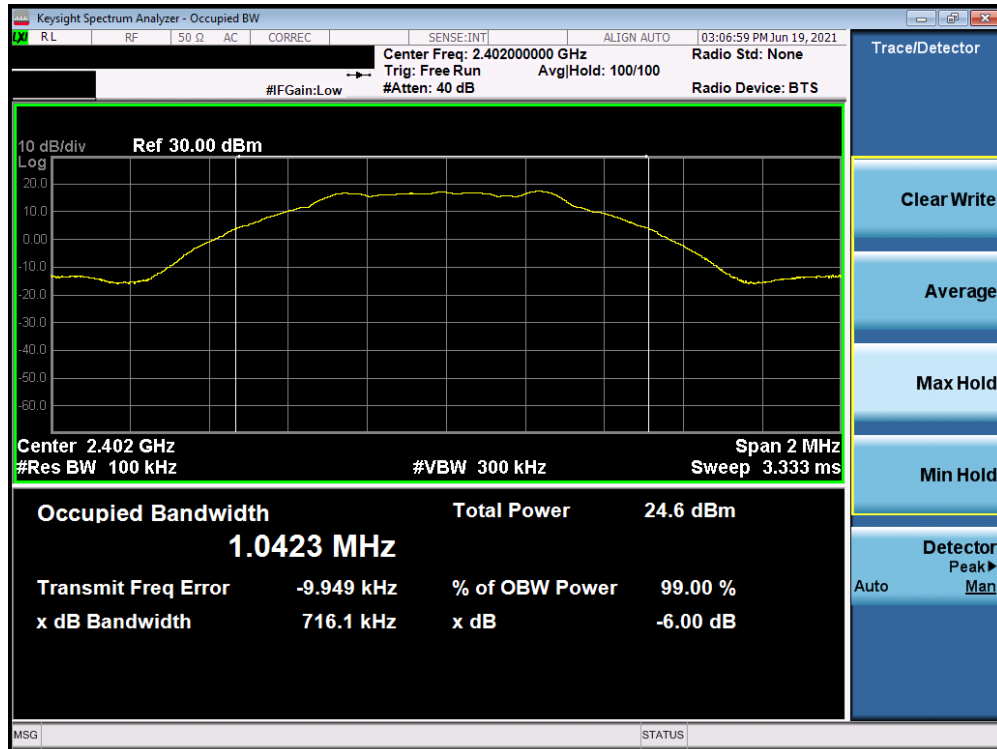 Keysight Spectrum Analyzer - Occupied BW
LXI RL RF 50 Ω AC CORREC SENSE:INT ALIGN AUTO 03:06:59 PM Jun 19, 2021
Center Freq: 2.402000000 GHz Radio Std: None
Trig: Free Run Avg|Hold: 100/100
#IFGain:Low #Atten: 40 dB Radio Device: BTS
Trace/Detector
10 dB/div Ref 30.00 dBm
Log
20.0
10.0
0.00
-10.0
-20.0
-30.0
-40.0
-50.0
-60.0
Center 2.402 GHz Span 2 MHz
#Res BW 100 kHz #VBW 300 kHz Sweep 3.333 ms
Occupied Bandwidth Total Power 24.6 dBm
1.0423 MHz
Transmit Freq Error -9.949 kHz % of OBW Power 99.00 %
x dB Bandwidth 716.1 kHz x dB -6.00 dB
Clear Write
Average
Max Hold
Min Hold
Detector
Peak▶
Auto Man
MSG STATUS